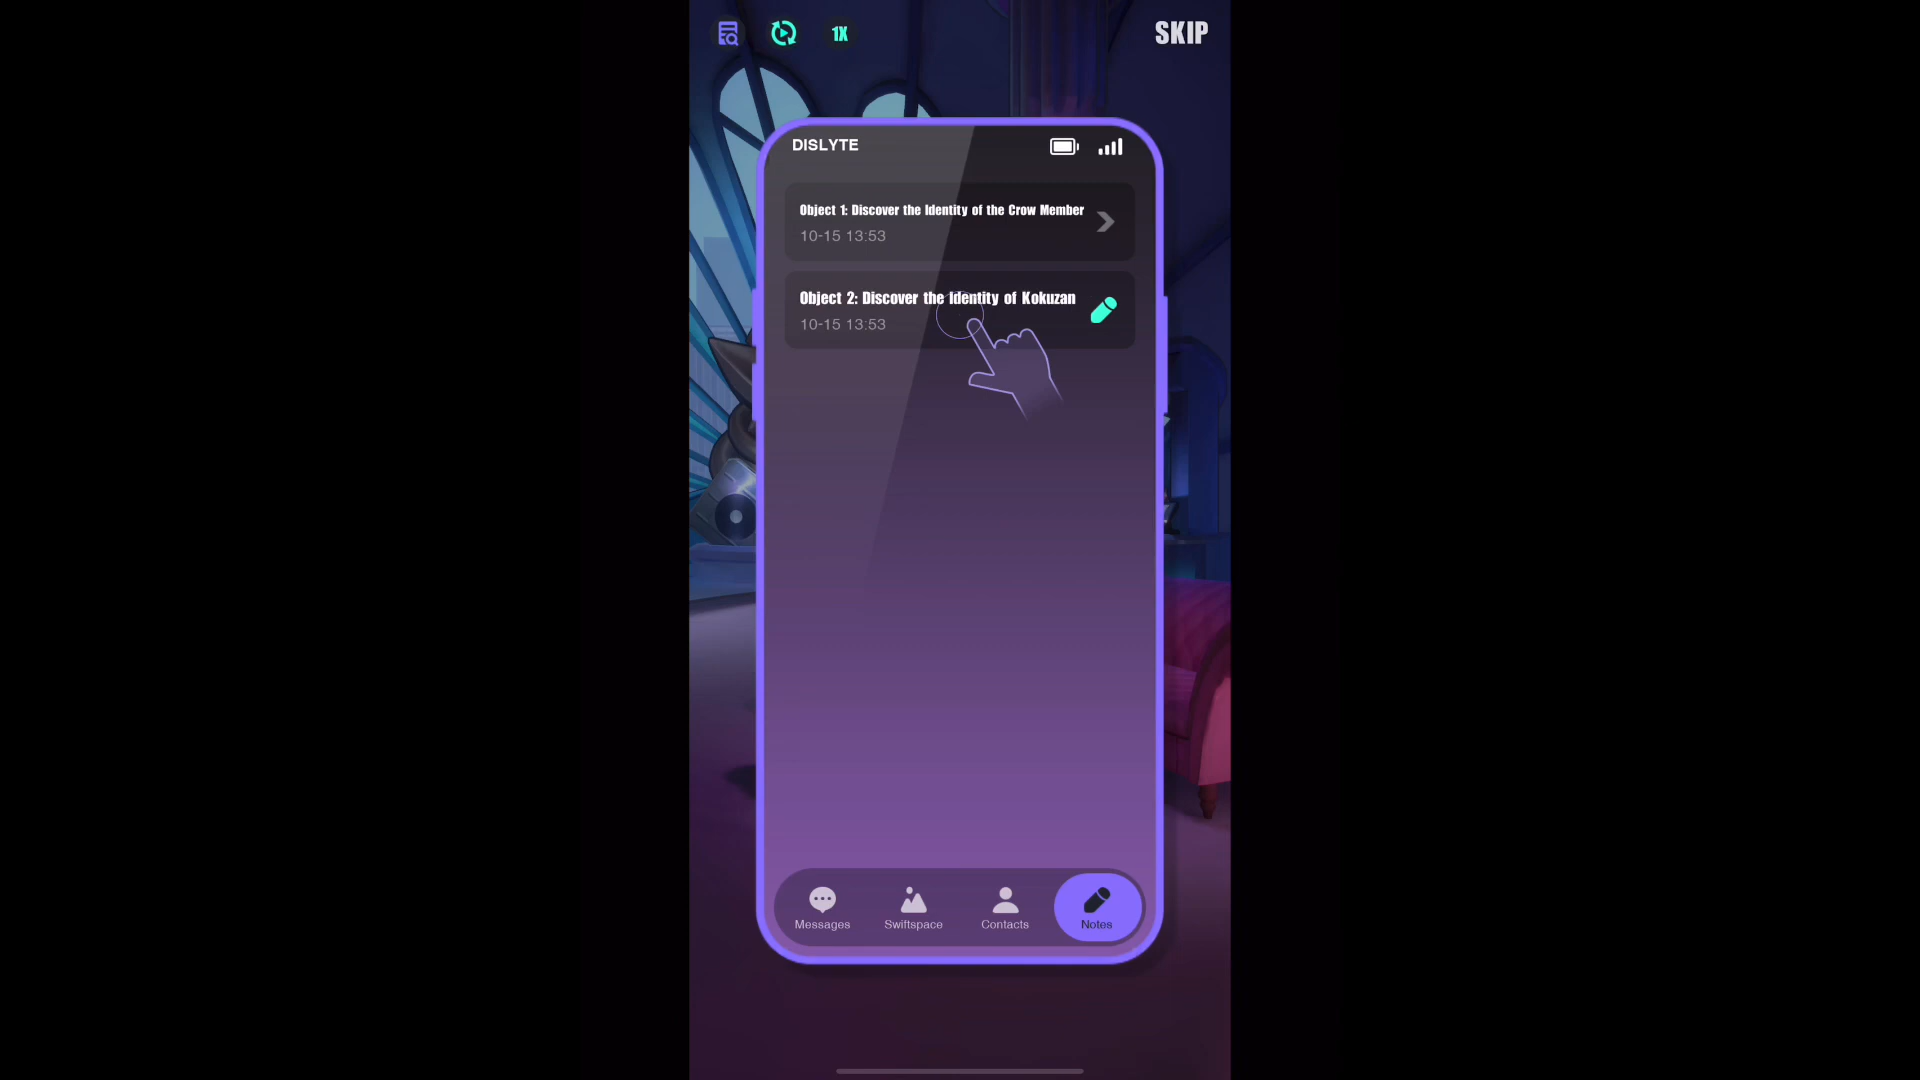 1X
SKIP
DISLYTE
Object 1: Discover the Identity of the Crow Member
10-15 13:53
Object 2: Discover the Identity of Kokuzan
10-15 13:53
Messages
Swiftspace
Contacts
Notes